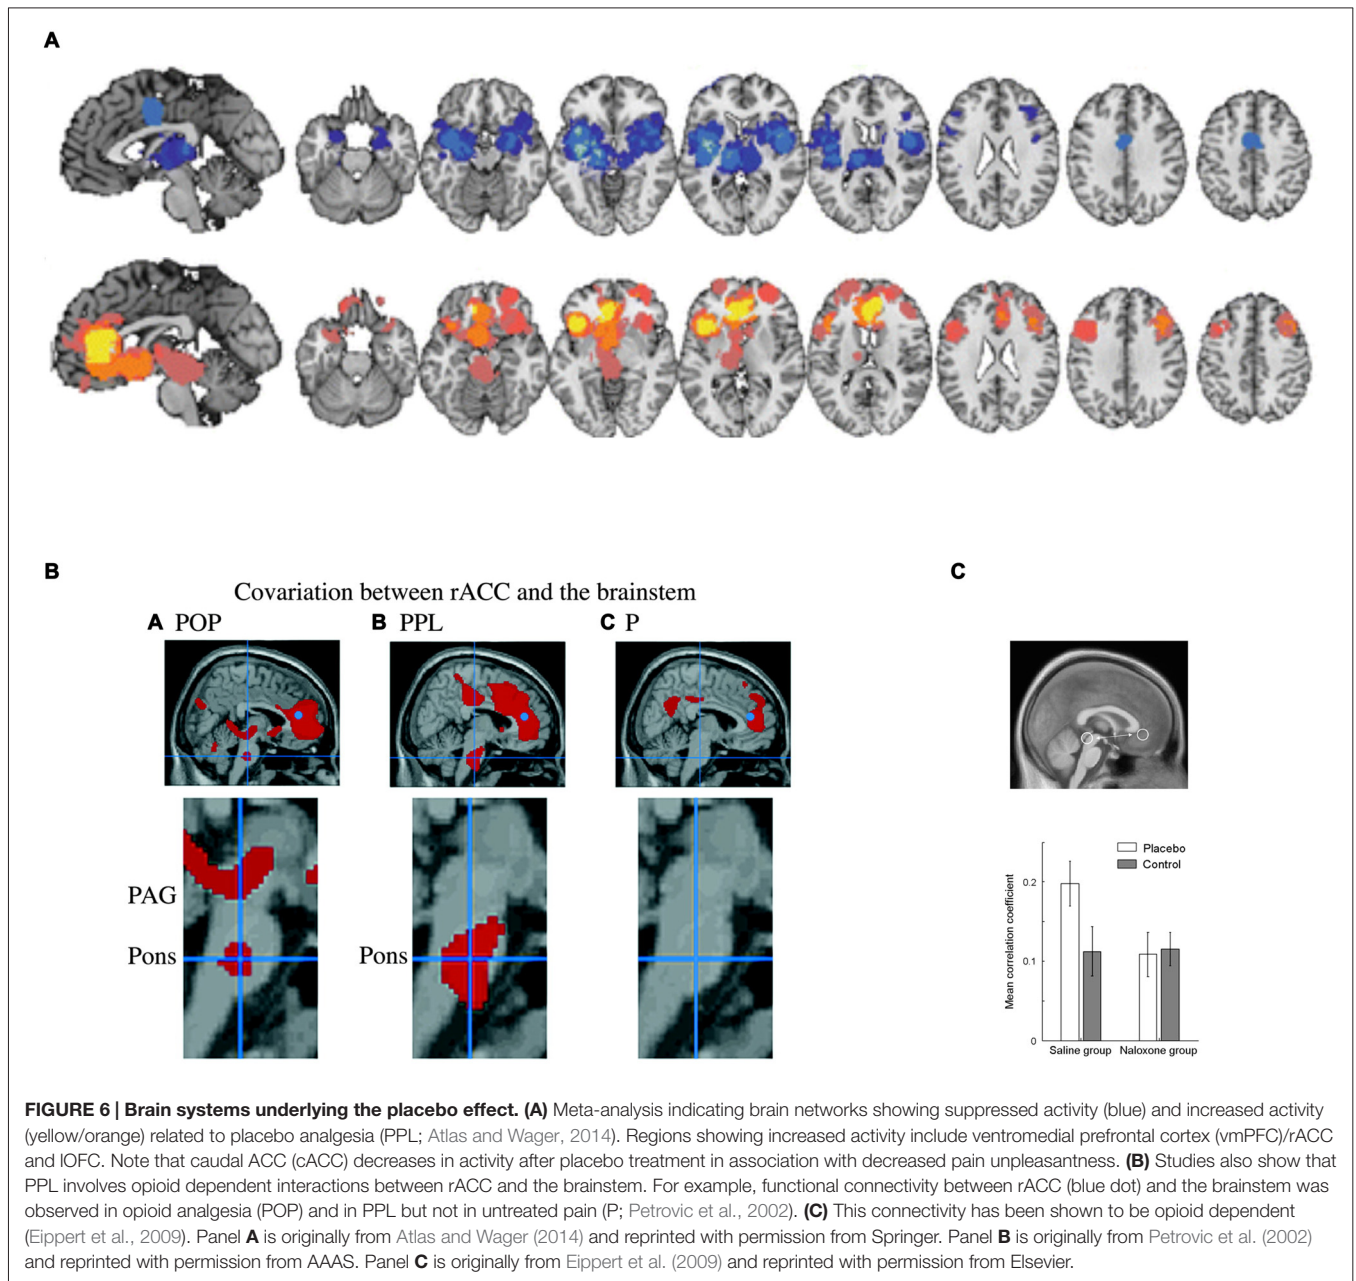 A
B
Covariation between rACC and the brainstem
A POP
B PPL
C P
PAG
Pons
Pons
C
Placebo
Control
Mean correlation coefficient
0.2
0.1
0
Saline group
Naloxone group
FIGURE 6 | Brain systems underlying the placebo effect. (A) Meta-analysis indicating brain networks showing suppressed activity (blue) and increased activity
(yellow/orange) related to placebo analgesia (PPL; Atlas and Wager, 2014). Regions showing increased activity include ventromedial prefrontal cortex (vmPFC)/rACC
and lOFC. Note that caudal ACC (cACC) decreases in activity after placebo treatment in association with decreased pain unpleasantness. (B) Studies also show that
PPL involves opioid dependent interactions between rACC and the brainstem. For example, functional connectivity between rACC (blue dot) and the brainstem was
observed in opioid analgesia (POP) and in PPL but not in untreated pain (P; Petrovic et al., 2002). (C) This connectivity has been shown to be opioid dependent
(Eippert et al., 2009). Panel A is originally from Atlas and Wager (2014) and reprinted with permission from Springer. Panel B is originally from Petrovic et al. (2002)
and reprinted with permission from AAAS. Panel C is originally from Eippert et al. (2009) and reprinted with permission from Elsevier.